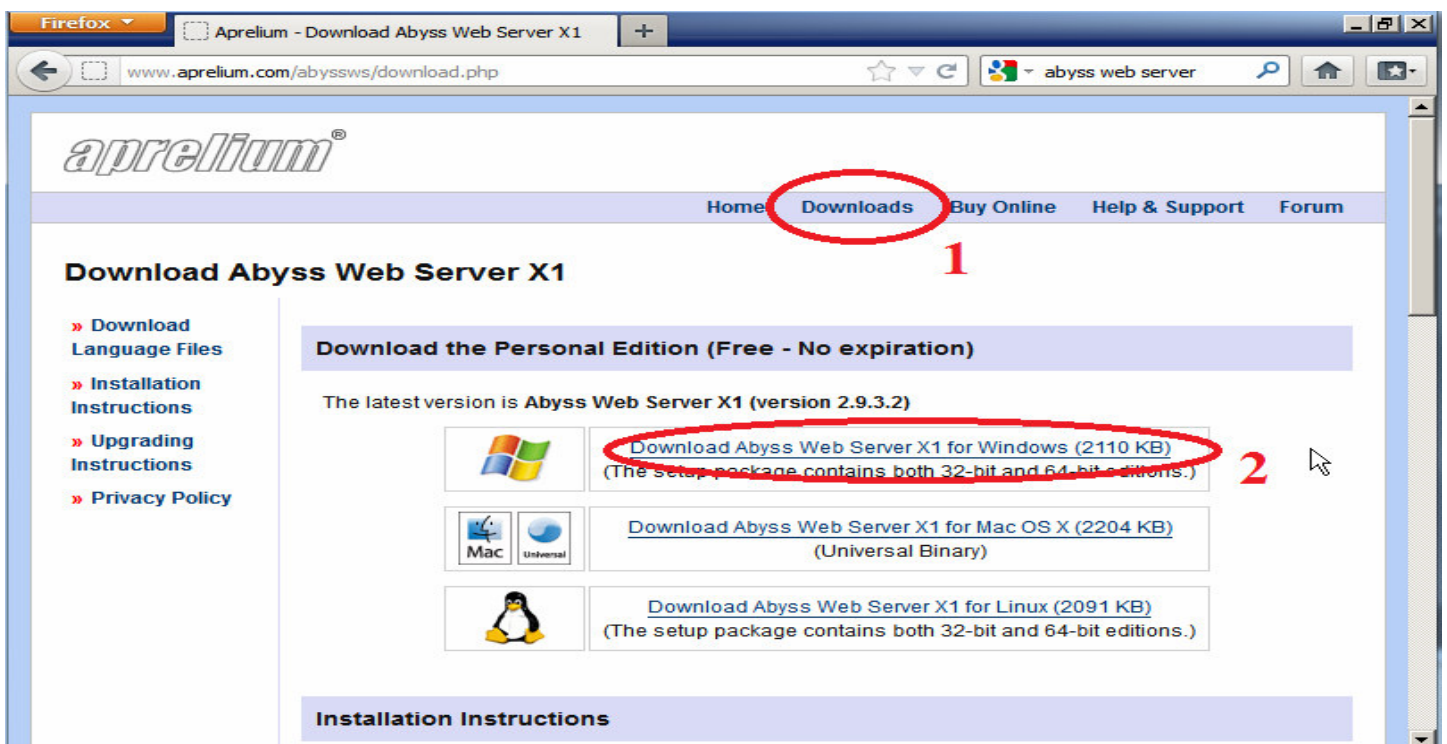 Firefox
Aprelium - Download Abyss Web Server X1
www.aprelium.com/abyssws/download.php
abyss web server
aprelium®
Home Downloads Buy Online Help & Support Forum
1
Download Abyss Web Server X1
» Download
Language Files
» Installation
Instructions
» Upgrading
Instructions
» Privacy Policy
Download the Personal Edition (Free - No expiration)
The latest version is Abyss Web Server X1 (version 2.9.3.2)
Download Abyss Web Server X1 for Windows (2110 KB)
(The setup package contains both 32-bit and 64-bit editions.)
2
Mac Universal
Download Abyss Web Server X1 for Mac OS X (2204 KB)
(Universal Binary)
Download Abyss Web Server X1 for Linux (2091 KB)
(The setup package contains both 32-bit and 64-bit editions.)
Installation Instructions